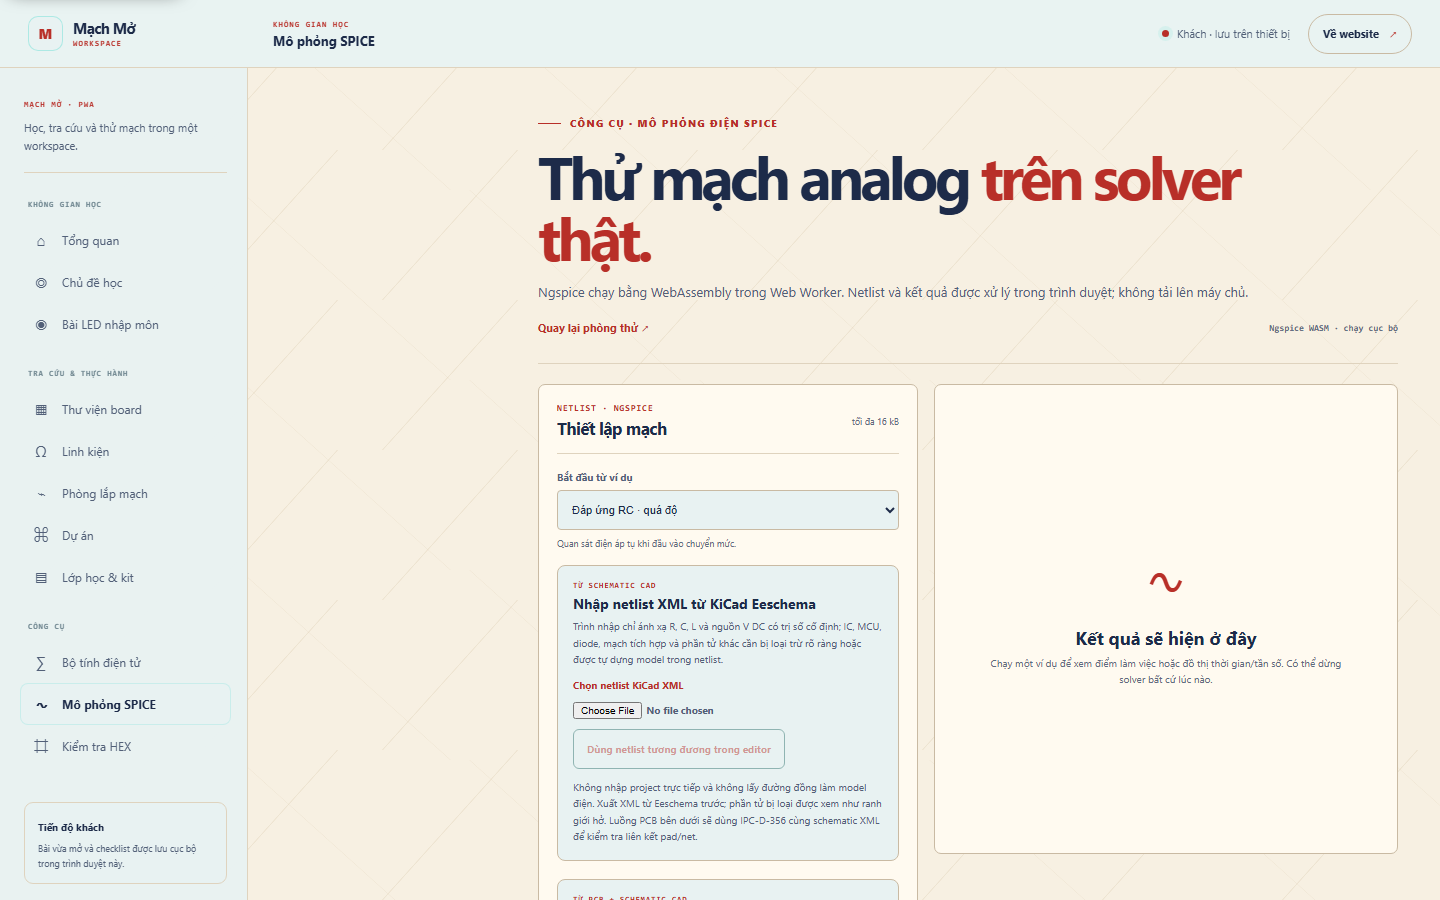 M
Mạch Mở
WORKSPACE
KHÔNG GIAN HỌC
Mô phỏng SPICE
Khách · lưu trên thiết bị
Về website ↗
MẠCH MỞ · PWA
Học, tra cứu và thử mạch trong một
workspace.
KHÔNG GIAN HỌC
Tổng quan
Chủ đề học
Bài LED nhập môn
TRA CỨU & THỰC HÀNH
Thư viện board
Linh kiện
Phòng lắp mạch
Dự án
Lớp học & kit
CÔNG CỤ
Bộ tính điện tử
Mô phỏng SPICE
Kiểm tra HEX
Tiến độ khách
Bài vừa mở và checklist được lưu cục bộ
trong trình duyệt này.
CÔNG CỤ · MÔ PHỎNG ĐIỆN SPICE
Thử mạch analog trên solver
thật.
Ngspice chạy bằng WebAssembly trong Web Worker. Netlist và kết quả được xử lý trong trình duyệt; không tải lên máy chủ.
Quay lại phòng thử ↗
Ngspice WASM · chạy cục bộ
NETLIST · NGSPICE
Thiết lập mạch
tối đa 16 kB
Bắt đầu từ ví dụ
Đáp ứng RC · quá độ
Quan sát điện áp tụ khi đầu vào chuyển mức.
TỪ SCHEMATIC CAD
Nhập netlist XML từ KiCad Eeschema
Trình nhập chỉ ánh xạ R, C, L và nguồn V DC có trị số cố định; IC, MCU,
diode, mạch tích hợp và phần tử khác cần bị loại trừ rõ ràng hoặc
được tự dựng model trong netlist.
Chọn netlist KiCad XML
Choose File No file chosen
Dùng netlist tương đương trong editor
Không nhập project trực tiếp và không lấy đường đồng làm model
điện. Xuất XML từ Eeschema trước; phần tử bị loại được xem như ranh
giới hở. Luồng PCB bên dưới sẽ dùng IPC-D-356 cùng schematic XML
để kiểm tra liên kết pad/net.
TỪ PCB + SCHEMATIC CAD
Kết quả sẽ hiện ở đây
Chạy một ví dụ để xem điểm làm việc hoặc đồ thị thời gian/tần số. Có thể dừng
solver bất cứ lúc nào.